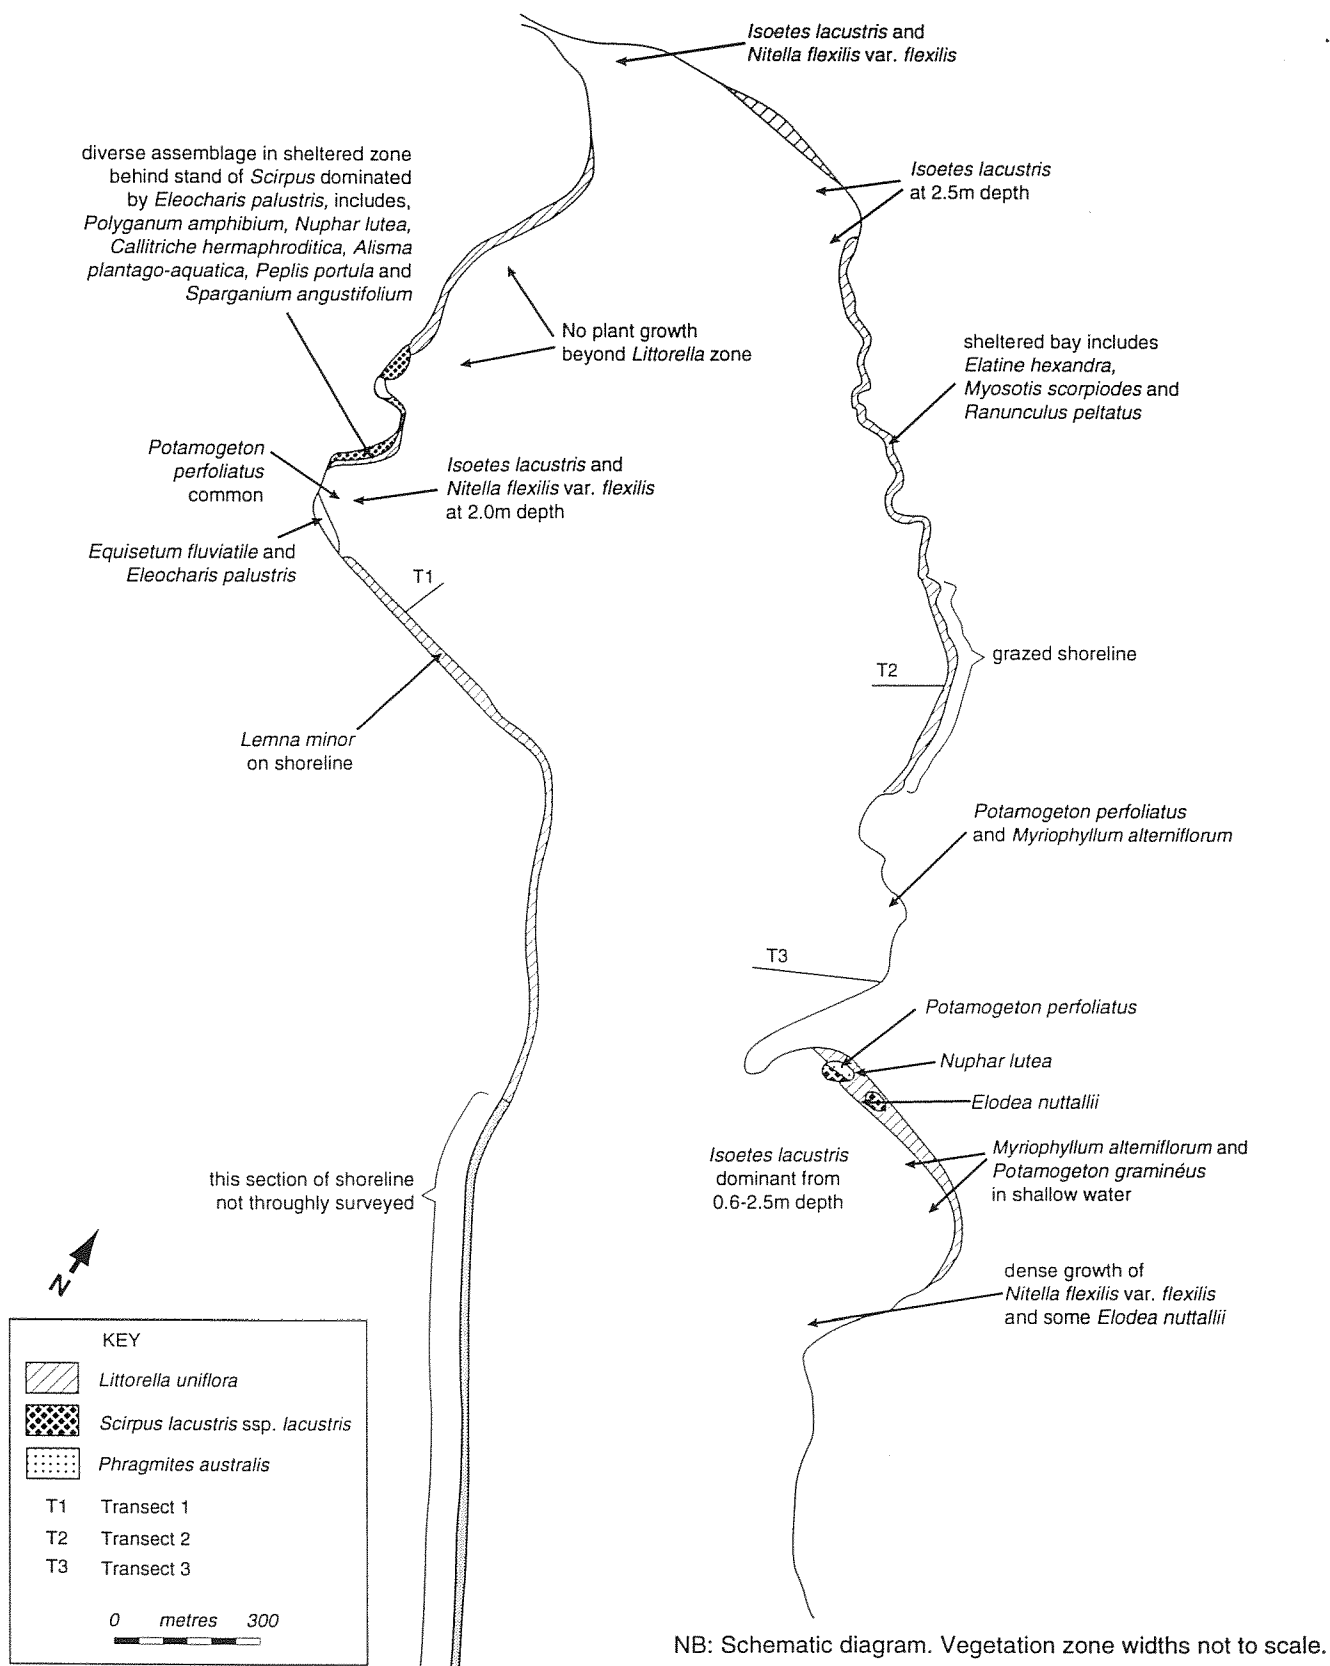 Isoetes lacustris and
Nitella flexilis var. flexilis
diverse assemblage in sheltered zone
behind stand of Scirpus dominated
by Eleocharis palustris, includes,
Polyganum amphibium, Nuphar lutea,
Callitriche hermaphroditica, Alisma
plantago-aquatica, Peplis portula and
Sparganium angustifolium
Isoetes lacustris
at 2.5m depth
No plant growth
beyond Littorella zone
sheltered bay includes
Elatine hexandra,
Myosotis scorpiodes and
Ranunculus peltatus
Potamogeton
perfoliatus
common
Isoetes lacustris and
Nitella flexilis var. flexilis
at 2.0m depth
Equisetum fluviatile and
Eleocharis palustris
T1
grazed shoreline
T2
Lemna minor
on shoreline
Potamogeton perfoliatus
and Myriophyllum alterniflorum
T3
Potamogeton perfoliatus
Nuphar lutea
Elodea nuttallii
Myriophyllum alterniflorum and
Potamogeton graminéus
in shallow water
Isoetes lacustris
dominant from
0.6-2.5m depth
this section of shoreline
not throughly surveyed
dense growth of
Nitella flexilis var. flexilis
and some Elodea nuttallii
N
KEY
Littorella uniflora
Scirpus lacustris ssp. lacustris
Phragmites australis
T1 Transect 1
T2 Transect 2
T3 Transect 3
0 metres 300
NB: Schematic diagram. Vegetation zone widths not to scale.